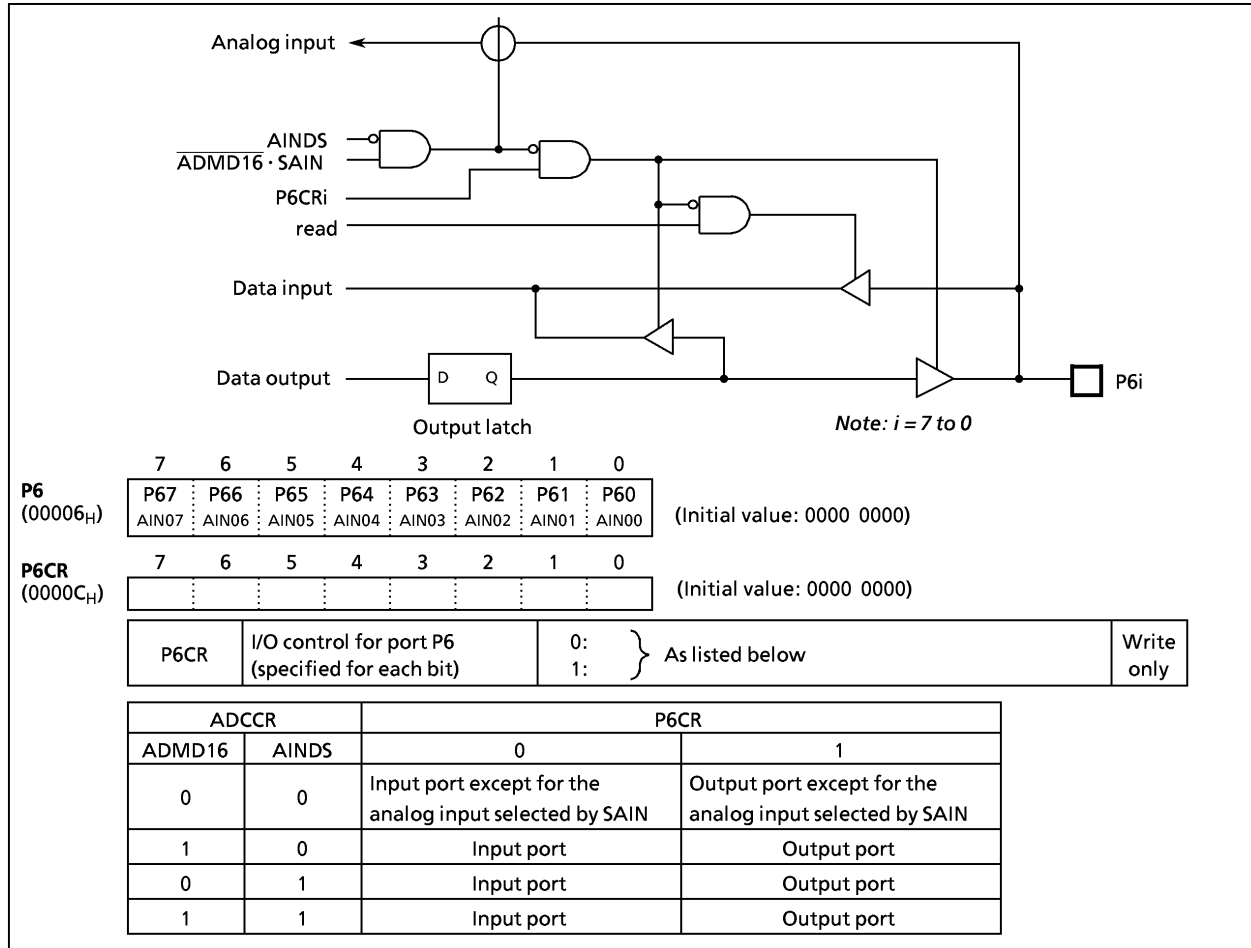 Analog input
AINDS
ADMD16 · SAIN
P6CRi
read
Data input
Data output
D Q
P6i
Output latch
Note: i = 7 to 0
7 6 5 4 3 2 1 0
P6
(00006H)
P67 P66 P65 P64 P63 P62 P61 P60
AIN07 AIN06 AIN05 AIN04 AIN03 AIN02 AIN01 AIN00
(Initial value: 0000 0000)
7 6 5 4 3 2 1 0
P6CR
(0000CH)
(Initial value: 0000 0000)
P6CR
I/O control for port P6
(specified for each bit)
0:
1:
As listed below
Write
only
ADCCR P6CR
ADMD16 AINDS 0 1
0 0
Input port except for the
analog input selected by SAIN
Output port except for the
analog input selected by SAIN
1 0 Input port Output port
0 1 Input port Output port
1 1 Input port Output port